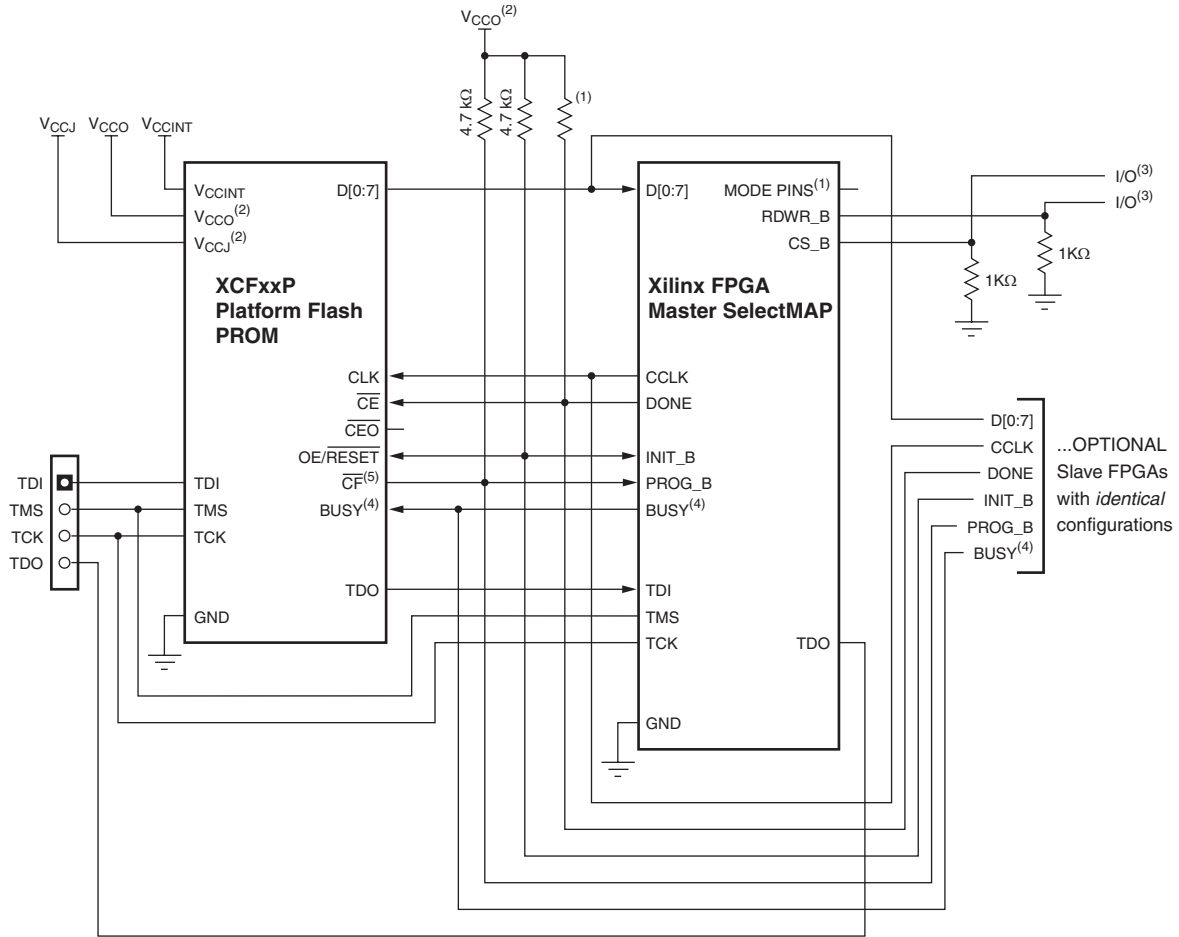 VCCO(2)
4.7 kΩ
4.7 kΩ
(1)
VCCJ VCCO VCCINT
VCCINT
VCCO(2)
VCCJ(2)
D[0:7]
XCFxxP
Platform Flash
PROM
CLK
CE
CEO
OE/RESET
CF(5)
BUSY(4)
TDI
TMS
TCK
TDO
GND
TDI
TMS
TCK
TDO
D[0:7]
MODE PINS(1)
RDWR_B
CS_B
Xilinx FPGA
Master SelectMAP
CCLK
DONE
INIT_B
PROG_B
BUSY(4)
TDI
TMS
TCK
TDO
GND
I/O(3)
I/O(3)
1KΩ
1KΩ
D[0:7]
CCLK
DONE
INIT_B
PROG_B
BUSY(4)
...OPTIONAL
Slave FPGAs
with identical
configurations